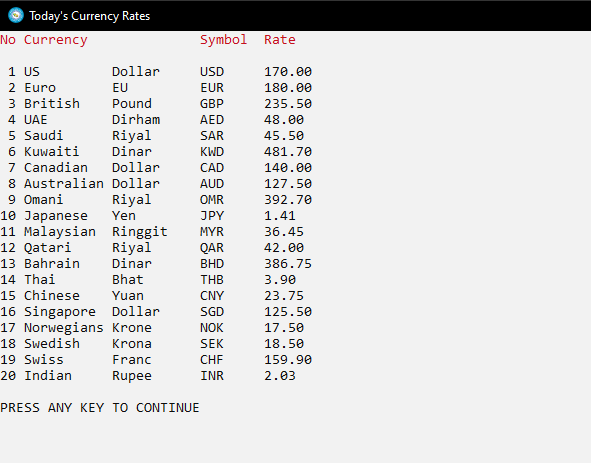 Today's Currency Rates
No Currency Symbol Rate
1 US Dollar USD 170.00
2 Euro EU EUR 180.00
3 British Pound GBP 235.50
4 UAE Dirham AED 48.00
5 Saudi Riyal SAR 45.50
6 Kuwaiti Dinar KWD 481.70
7 Canadian Dollar CAD 140.00
8 Australian Dollar AUD 127.50
9 Omani Riyal OMR 392.70
10 Japanese Yen JPY 1.41
11 Malaysian Ringgit MYR 36.45
12 Qatari Riyal QAR 42.00
13 Bahrain Dinar BHD 386.75
14 Thai Bhat THB 3.90
15 Chinese Yuan CNY 23.75
16 Singapore Dollar SGD 125.50
17 Norwegians Krone NOK 17.50
18 Swedish Krona SEK 18.50
19 Swiss Franc CHF 159.90
20 Indian Rupee INR 2.03
PRESS ANY KEY TO CONTINUE